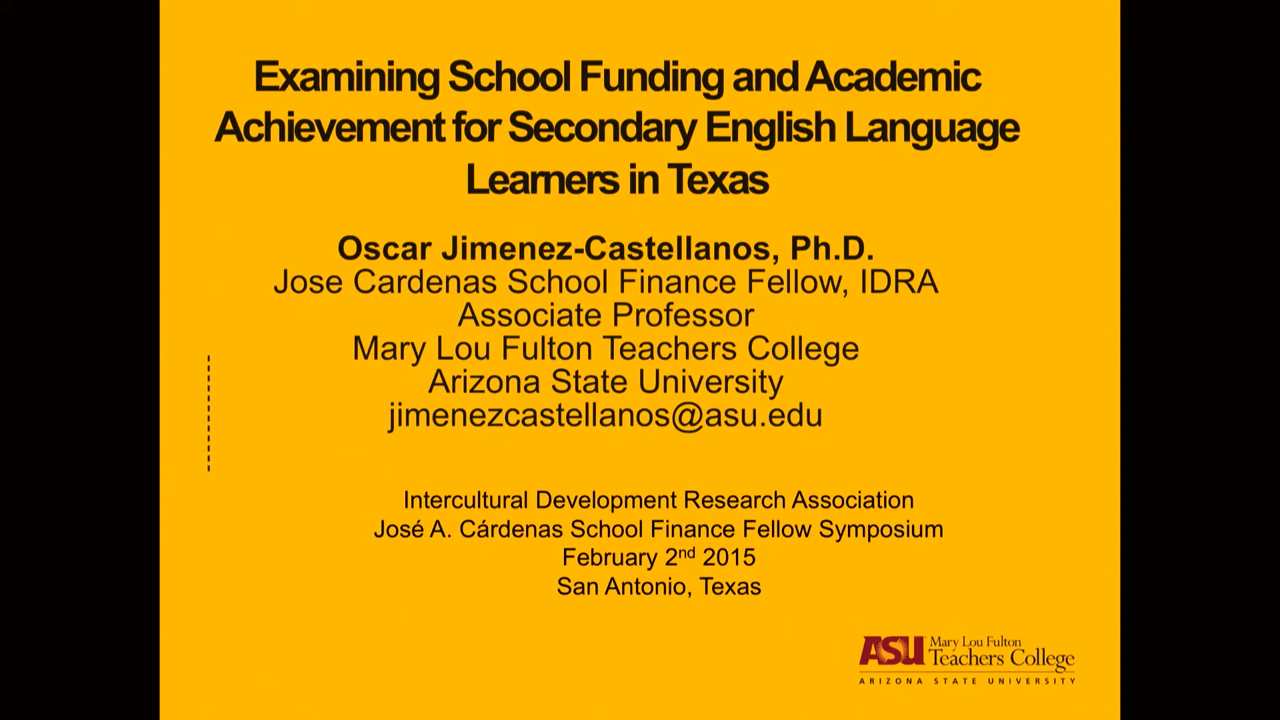 Examining School Funding and Academic
Achievement for Secondary English Language
Learners in Texas
Oscar Jimenez-Castellanos, Ph.D.
Jose Cardenas School Finance Fellow, IDRA
Associate Professor
Mary Lou Fulton Teachers College
Arizona State University
jimenezcastellanos@asu.edu
Intercultural Development Research Association
José A. Cárdenas School Finance Fellow Symposium
February 2nd 2015
San Antonio, Texas
ASU Mary Lou Fulton
Teachers College
ARIZONA STATE UNIVERSITY